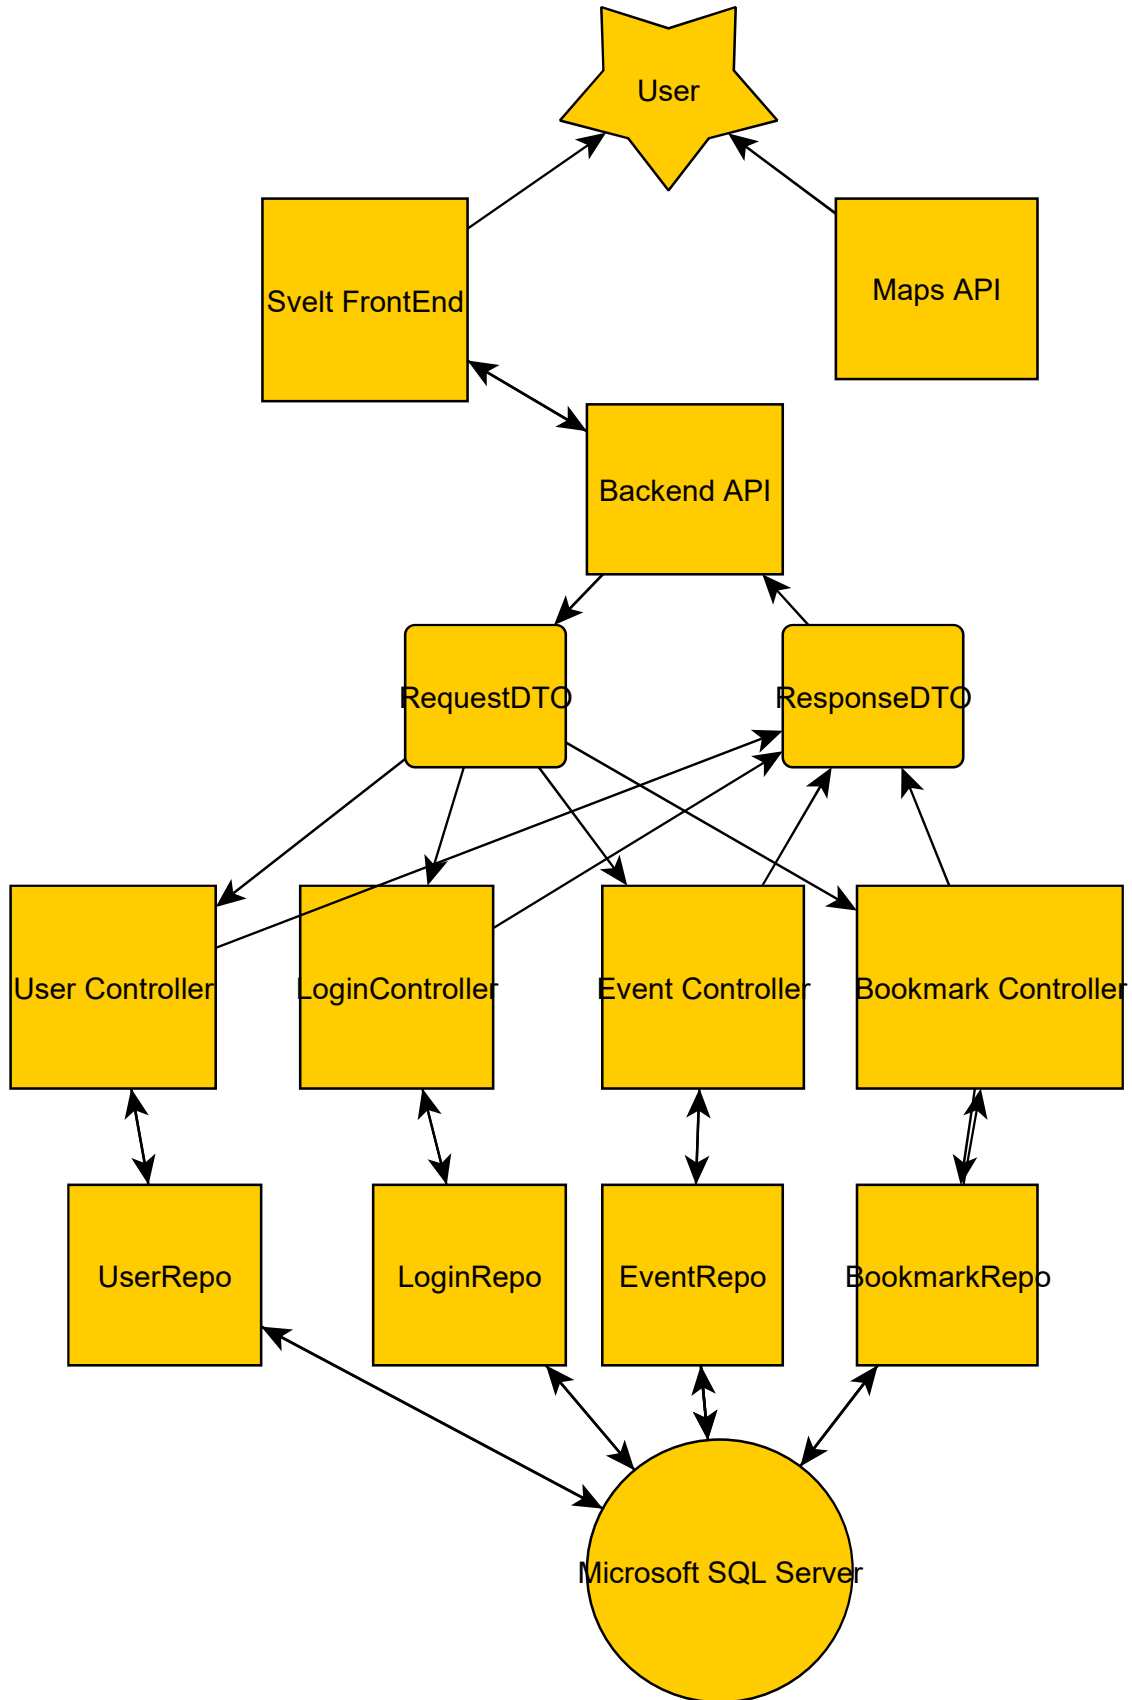 User
Svelt FrontEnd
Maps API
Backend API
RequestDTO
ResponseDTO
User Controller
LoginController
Event Controller
Bookmark Controller
UserRepo
LoginRepo
EventRepo
BookmarkRepo
Microsoft SQL Server